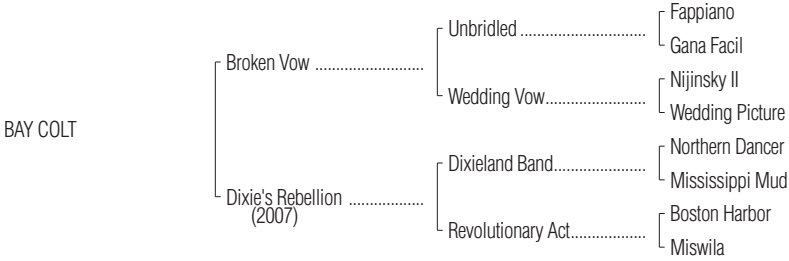 Fappiano
Unbridled ..............................
Gana Facil
Broken Vow ..........................
Nijinsky II
Wedding Vow........................
Wedding Picture
BAY COLT
Northern Dancer
Dixieland Band......................
Mississippi Mud
Dixie's Rebellion ..................
(2007)
Boston Harbor
Revolutionary Act..................
Miswila